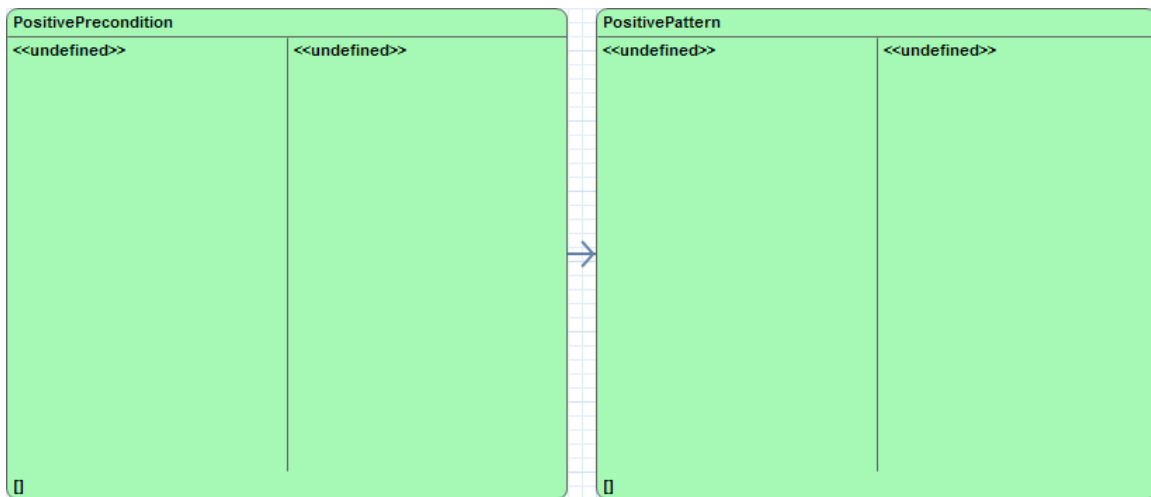 PositivePrecondition
<<undefined>>
<<undefined>>
[]
PositivePattern
<<undefined>>
<<undefined>>
[]